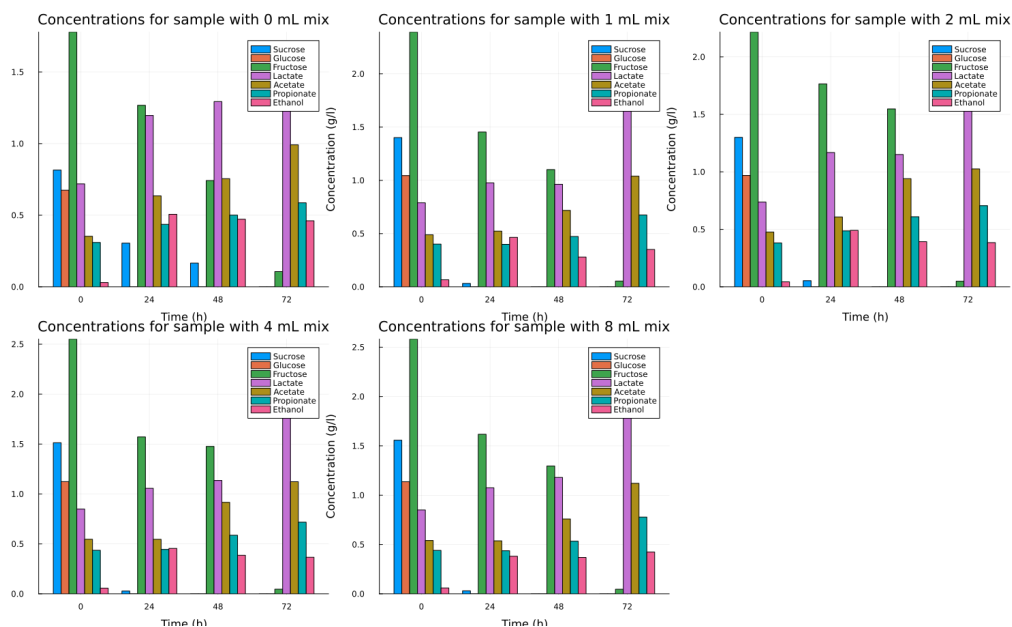 Concentrations for sample with 0 mL mix
1.5
1.0
0.5
0.0
Sucrose
Glucose
Fructose
Lactate
Acetate
Propionate
Ethanol
0 24 48 72
Time (h)
Concentrations for sample with 1 mL mix
Concentration (g/l)
2.0
1.5
1.0
0.5
0.0
Sucrose
Glucose
Fructose
Lactate
Acetate
Propionate
Ethanol
0 24 48 72
Time (h)
Concentrations for sample with 2 mL mix
Concentration (g/l)
2.0
1.5
1.0
0.5
0.0
Sucrose
Glucose
Fructose
Lactate
Acetate
Propionate
Ethanol
0 24 48 72
Time (h)
Concentrations for sample with 4 mL mix
2.5
2.0
1.5
1.0
0.5
0.0
Sucrose
Glucose
Fructose
Lactate
Acetate
Propionate
Ethanol
0 24 48 72
Time (h)
Concentrations for sample with 8 mL mix
Concentration (g/l)
2.5
2.0
1.5
1.0
0.5
0.0
Sucrose
Glucose
Fructose
Lactate
Acetate
Propionate
Ethanol
0 24 48 72
Time (h)